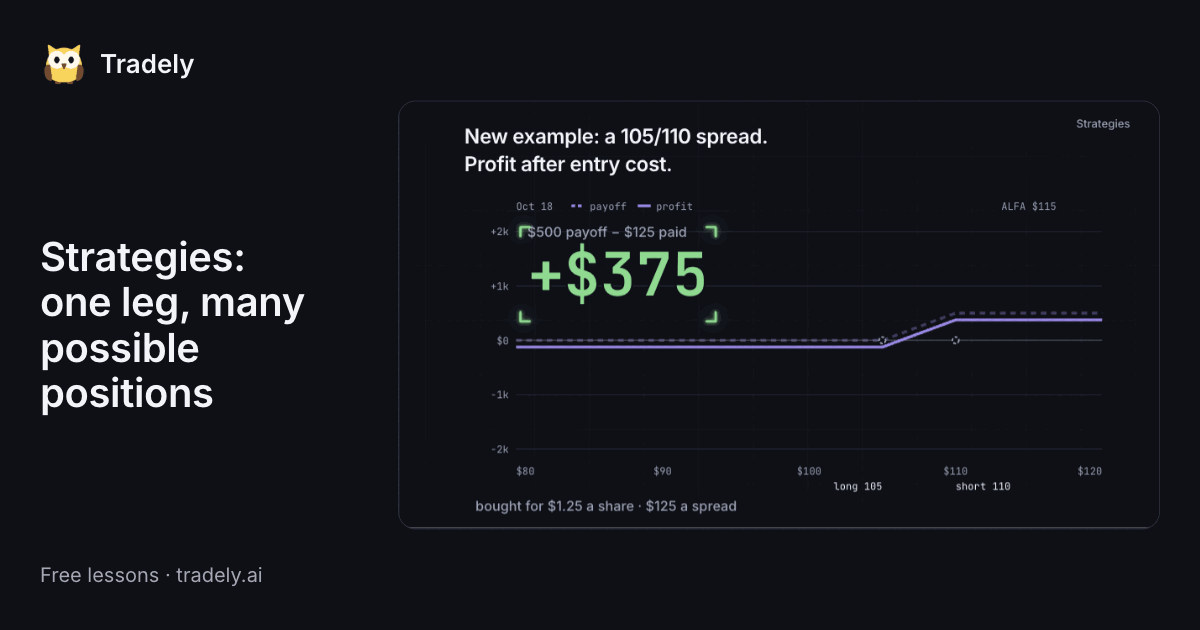 Tradely
Strategies:
one leg, many
possible
positions
Free lessons · tradely.ai
New example: a 105/110 spread.
Profit after entry cost.
Strategies
Oct 18 payoff profit
ALFA $115
$500 payoff – $125 paid
+$375
+2k
+1k
$0
-1k
-2k
$80 $90 $100 $110 $120
long 105 short 110
bought for $1.25 a share · $125 a spread